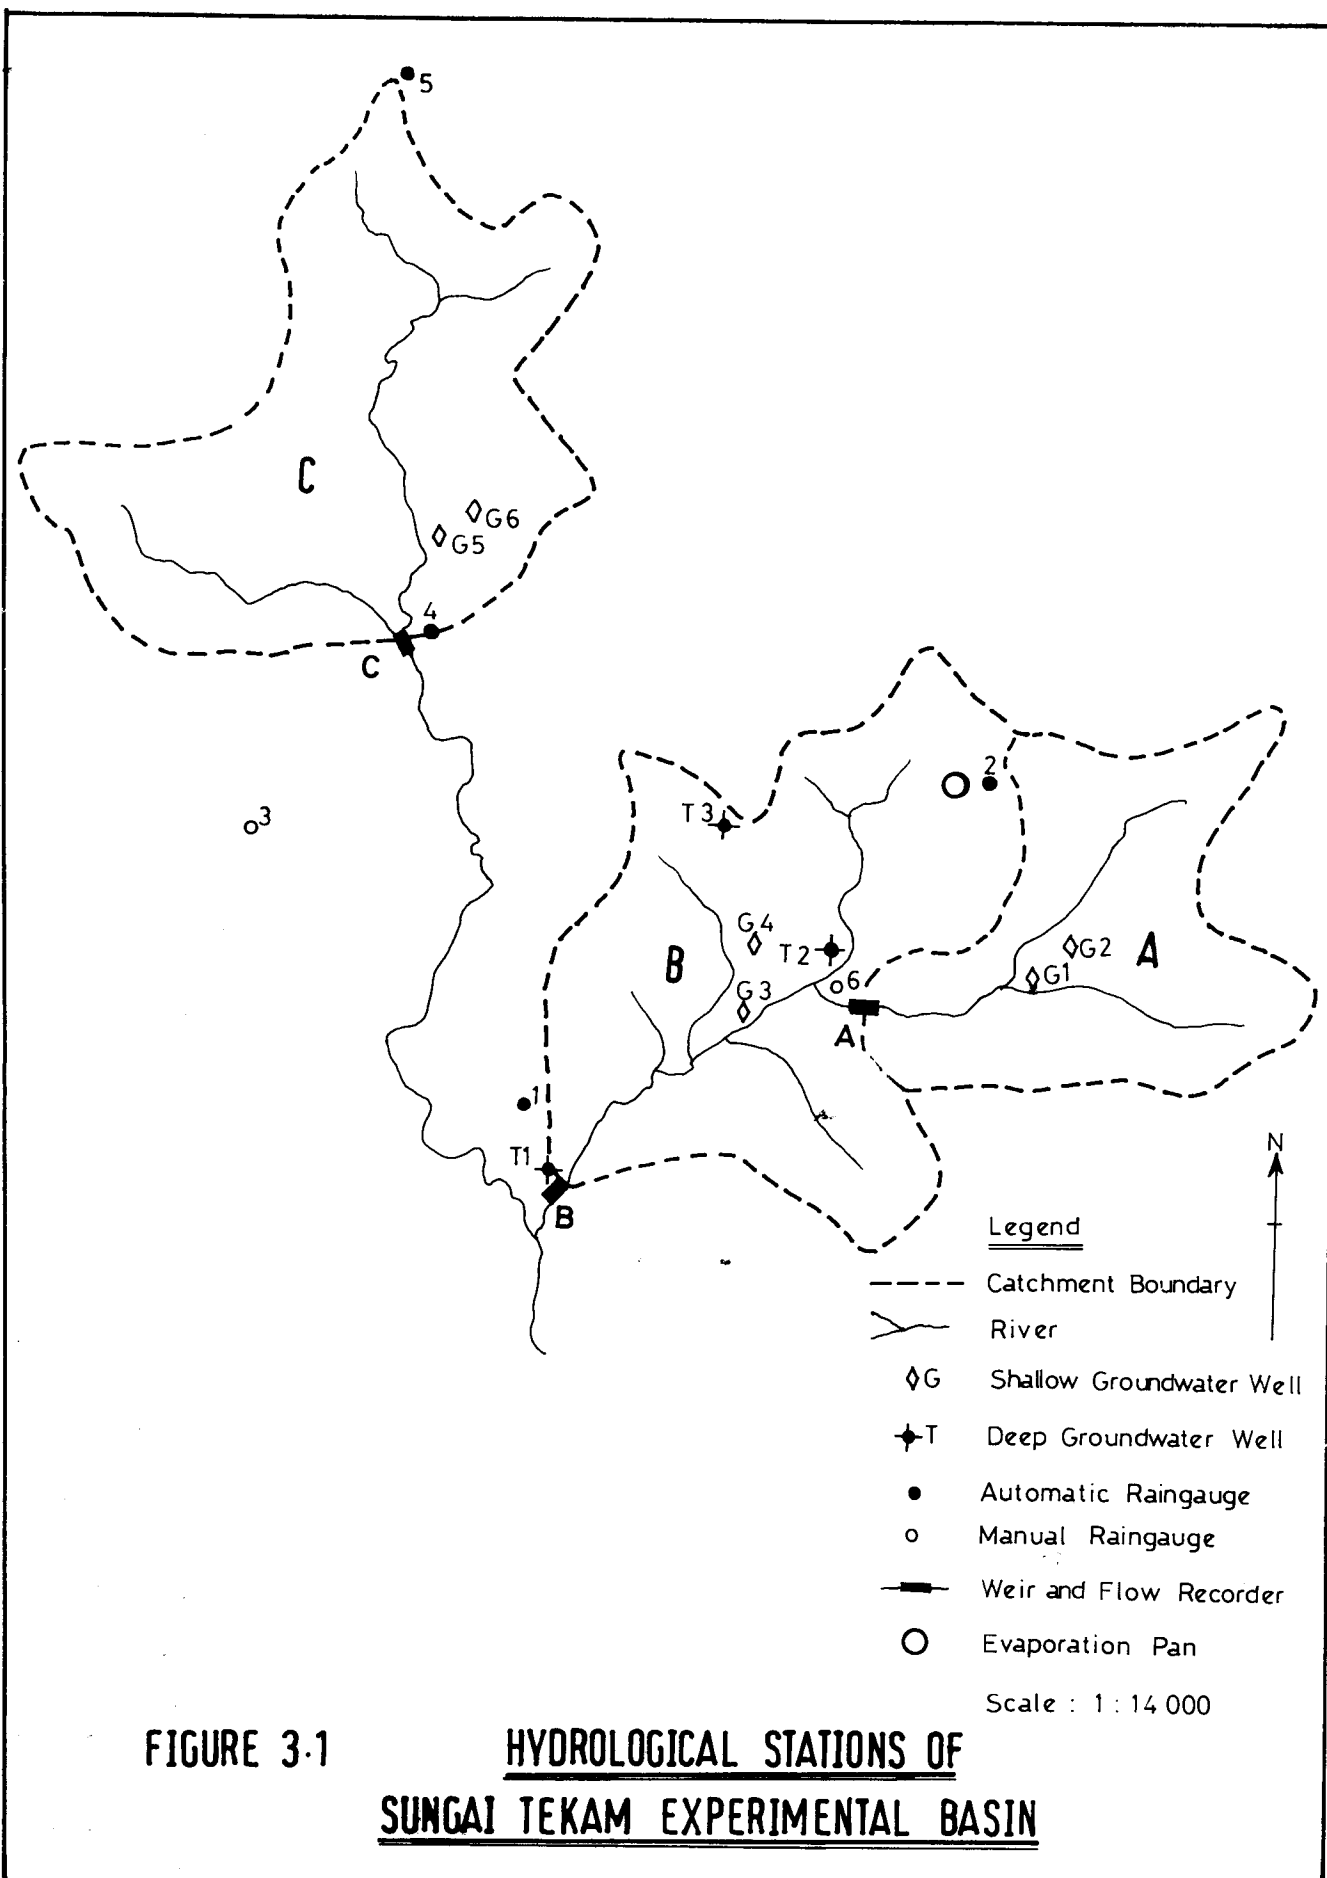 5
C
G6
G5
4
C
2
T3
3
G4
T2
G2
B
A
G1
6
G3
A
1
T1
B
N
Legend
Catchment Boundary
River
G Shallow Groundwater Well
T Deep Groundwater Well
Automatic Raingauge
Manual Raingauge
Weir and Flow Recorder
Evaporation Pan
Scale : 1 : 14 000
FIGURE 3.1 HYDROLOGICAL STATIONS OF
SUNGAI TEKAM EXPERIMENTAL BASIN